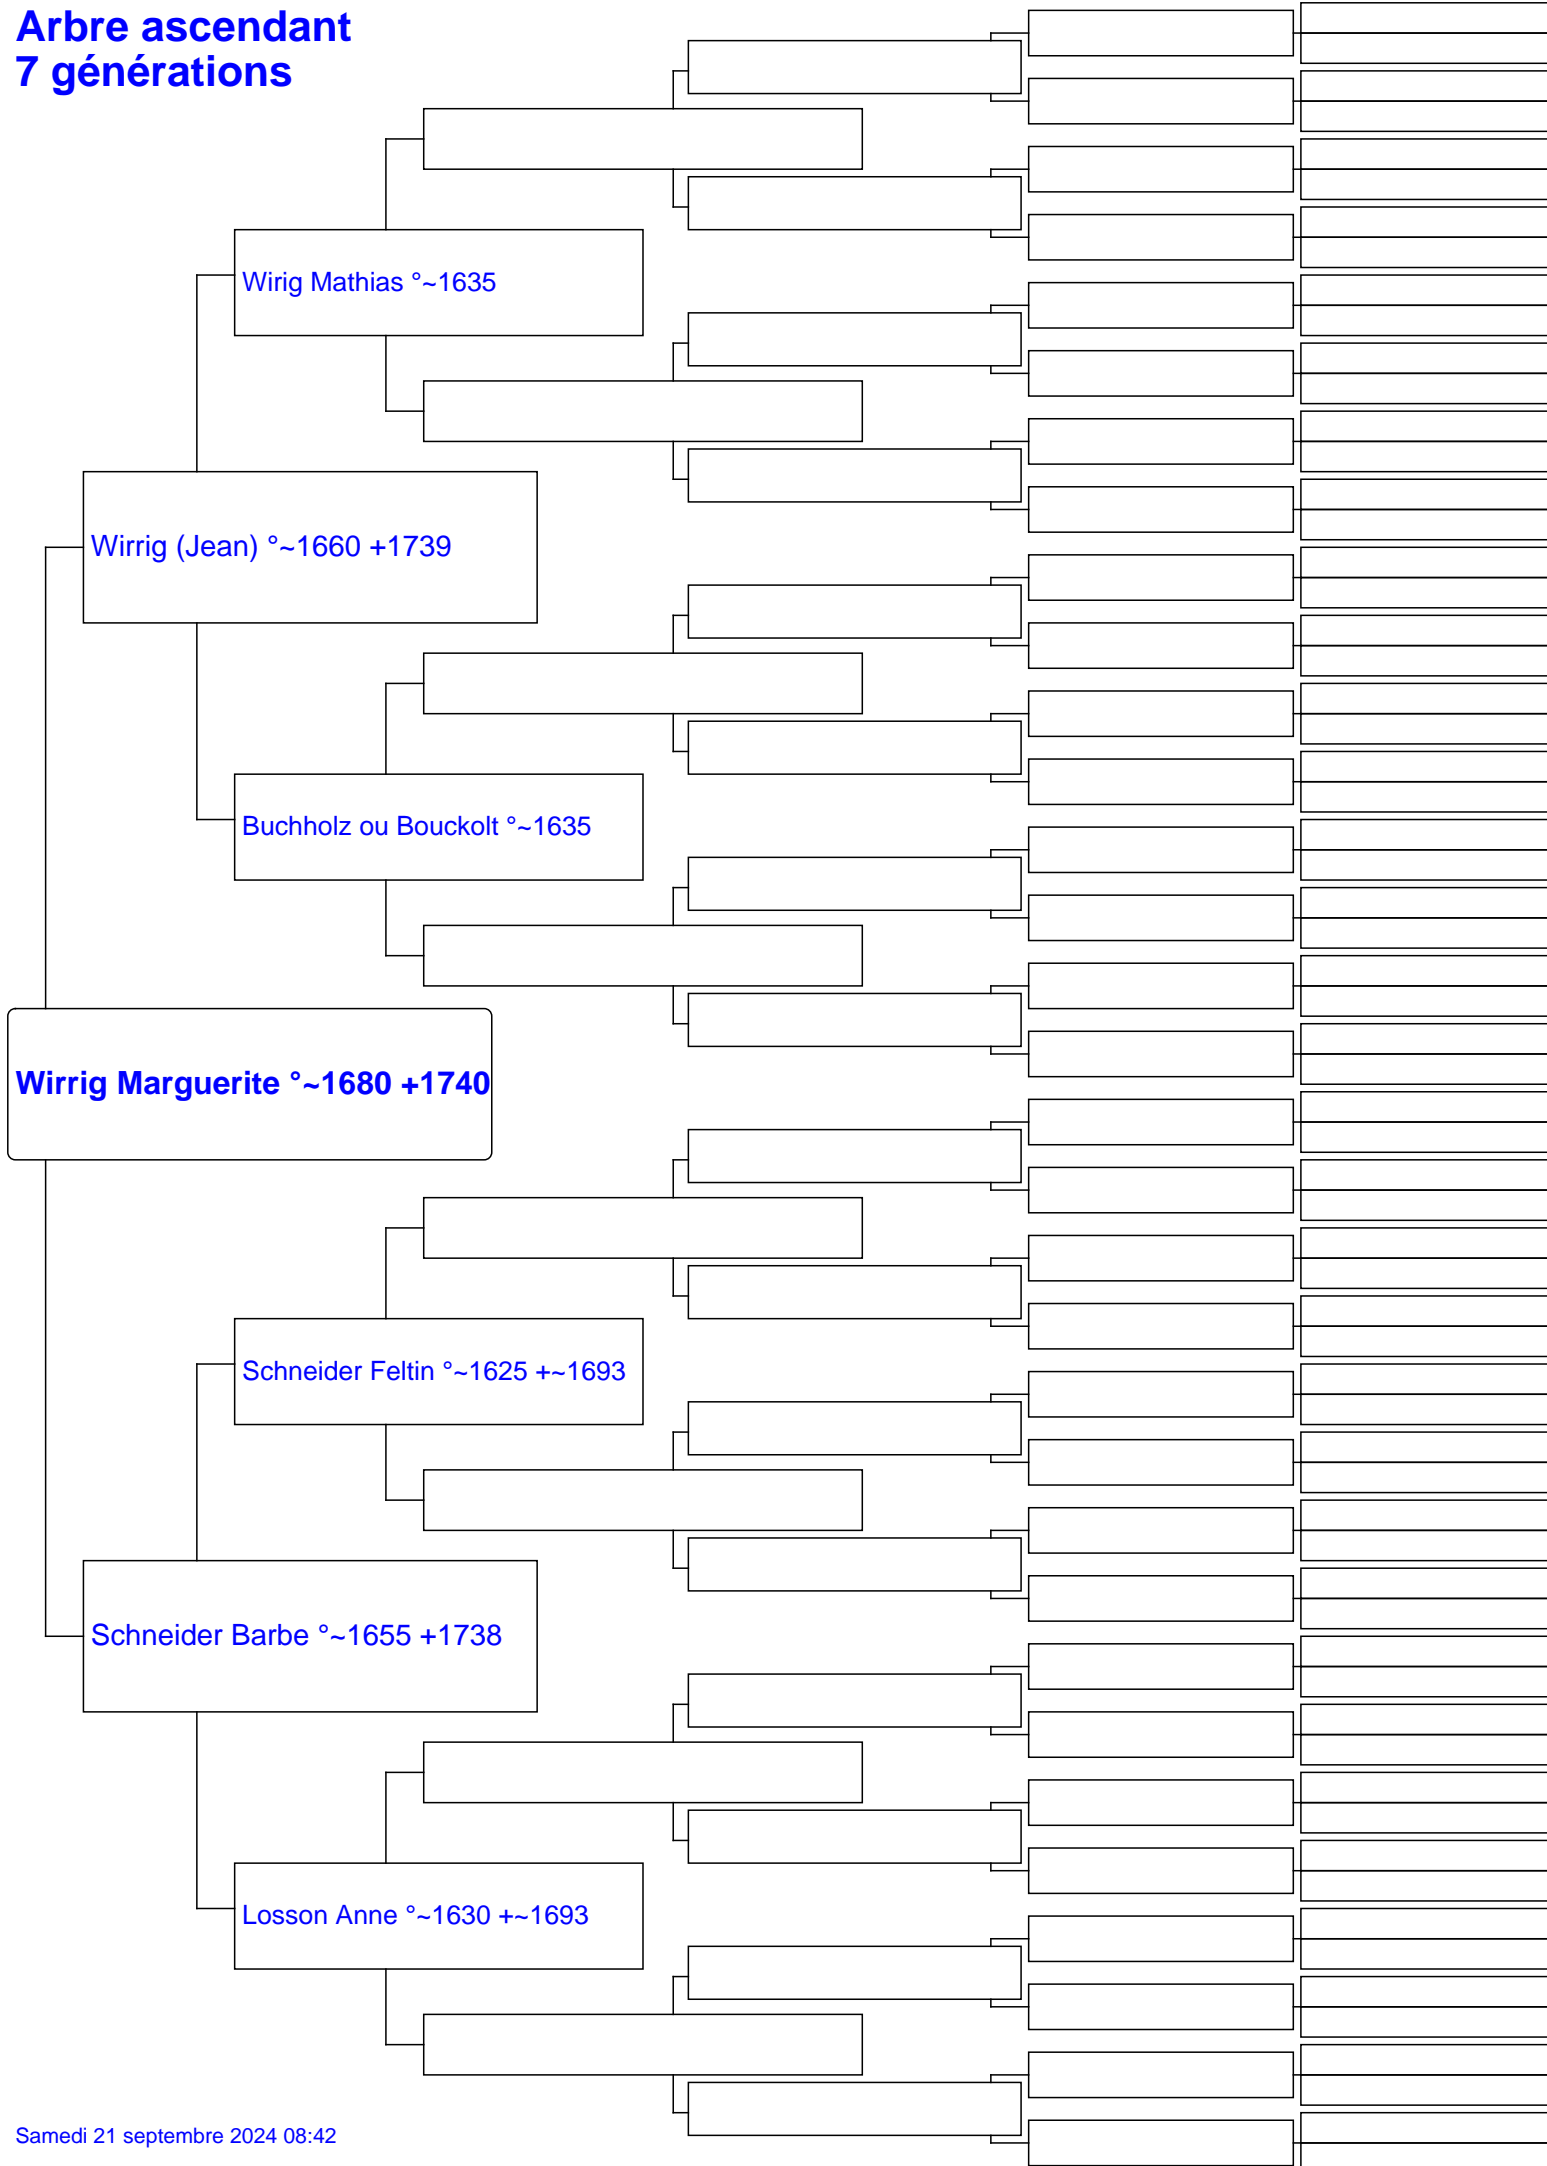 Arbre ascendant
7 générations
Wirig Mathias °~1635
Wirrig (Jean) °~1660 +1739
Buchholz ou Bouckolt °~1635
Wirrig Marguerite °~1680 +1740
Schneider Feltin °~1625 +~1693
Schneider Barbe °~1655 +1738
Losson Anne °~1630 +~1693
Samedi 21 septembre 2024 08:42